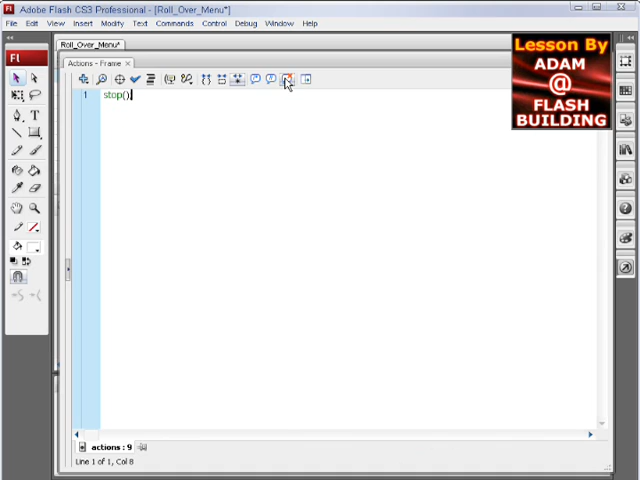 Adobe Flash CS3 Professional - [Roll_Over_Menu*]
File Edit View Insert Modify Text Commands Control Debug Window Help
Fl
Roll_Over_Menu*
Actions - Frame ×
1 stop();
Lesson By
ADAM
@
FLASH
BUILDING
T
actions : 9
Line 1 of 1, Col 8